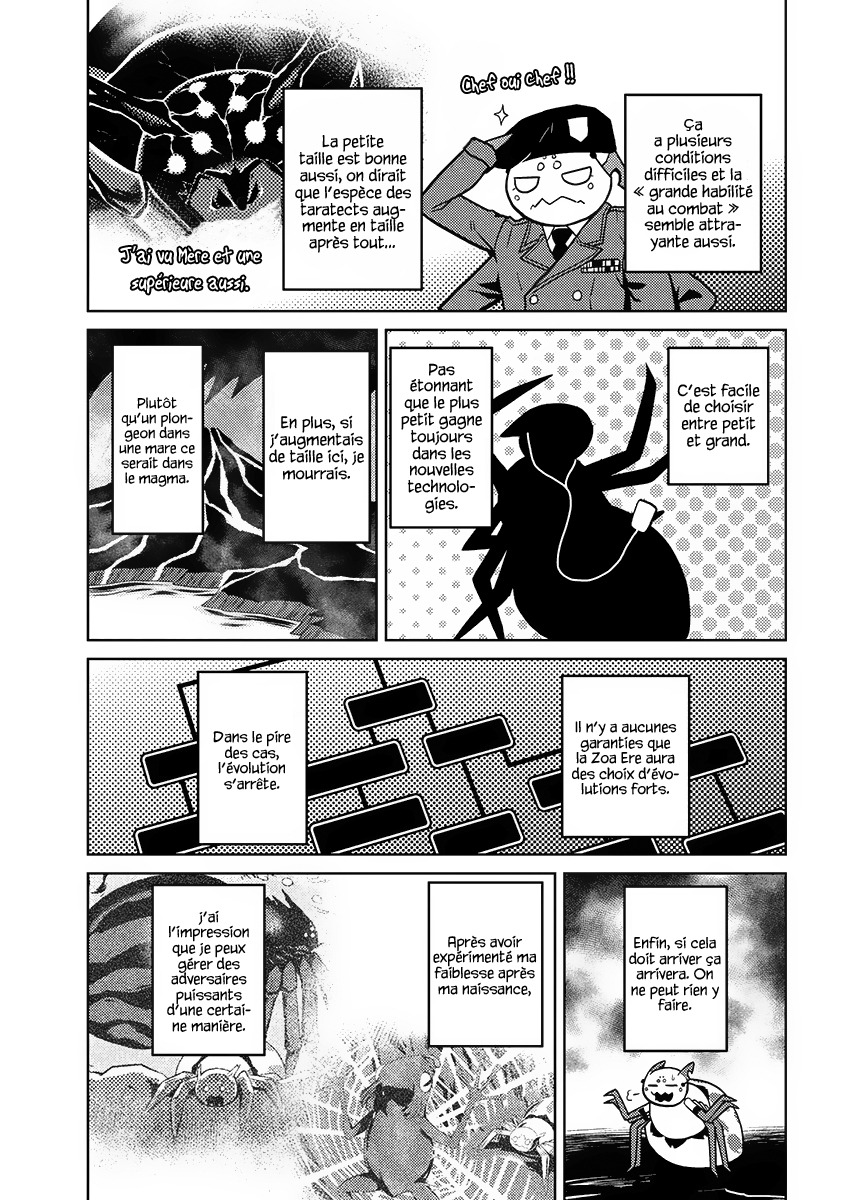 Ça
a plusieurs
conditions
difficiles et la
« grande habilité
au combat »
semble attra-
yante aussi.
Chef oui chef !!
La petite
taille est bonne
aussi, on dirait
que l'espèce des
taratects aug-
mente en taille
après tout...
J'ai vu Mère et une
supérieure aussi.
C'est facile
de choisir
entre petit
et grand.
Pas
étonnant
que le plus
petit gagne
toujours
dans les
nouvelles
technolo-
gies.
En plus, si
j'augmentais
de taille ici, je
mourrais.
Plutôt
qu'un plon-
geon dans
une mare ce
serait dans
le magma.
Il n'y a aucunes
garanties que
la Zoa Ere aura
des choix d'évo-
lutions forts.
Dans le pire
des cas,
l'évolution
s'arrête.
Enfin, si cela
doit arriver ça
arrivera. On
ne peut rien y
faire.
Après avoir
expérimenté ma
faiblesse après
ma naissance,
j'ai
l'impression
que je peux
gérer des
adversaires
puissants
d'une certai-
ne manière.